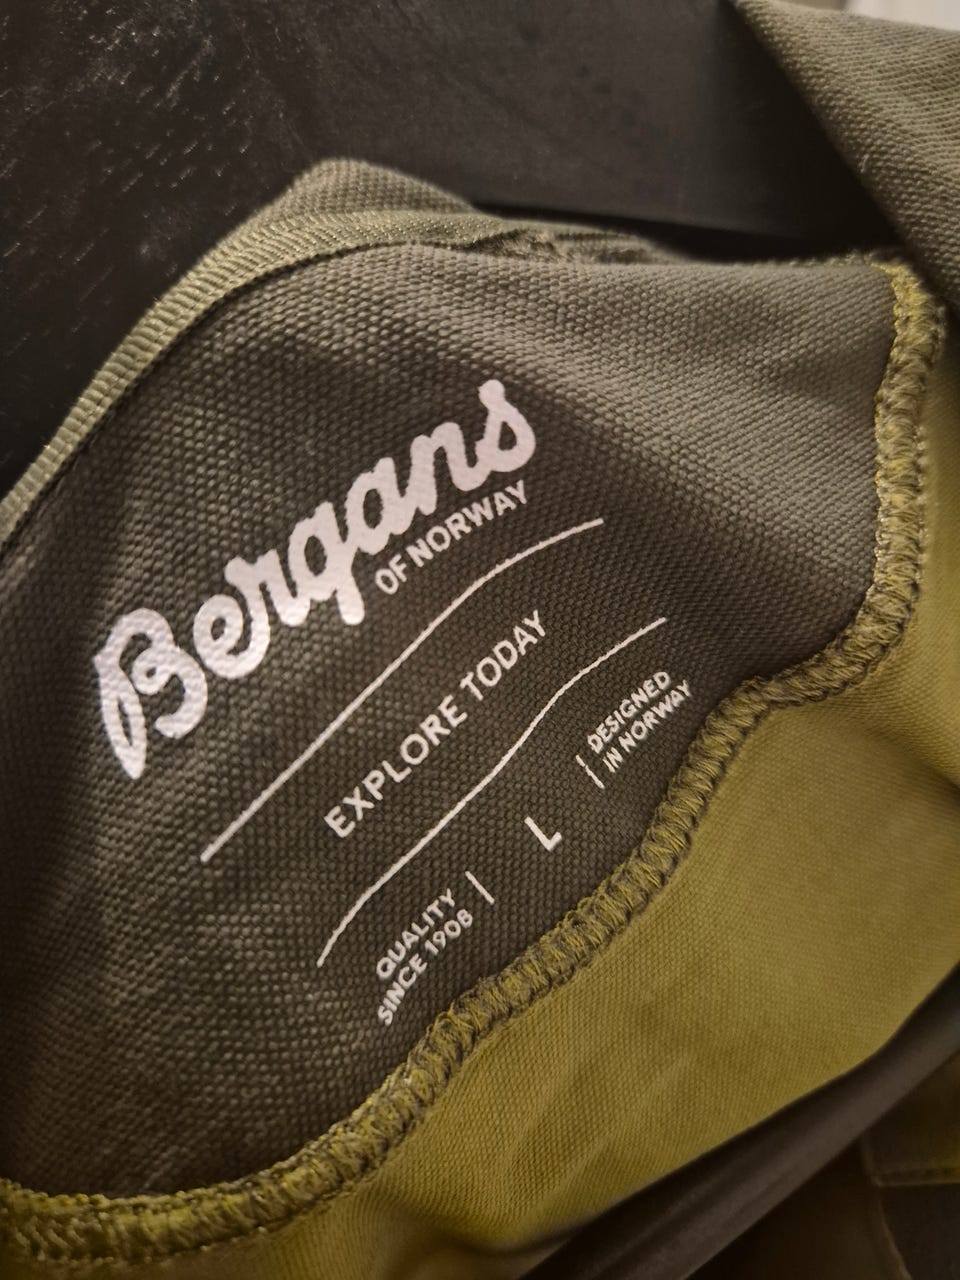 Bergans
OF NORWAY
EXPLORE TODAY
QUALITY
SINCE 1908
L
DESIGNED
IN NORWAY